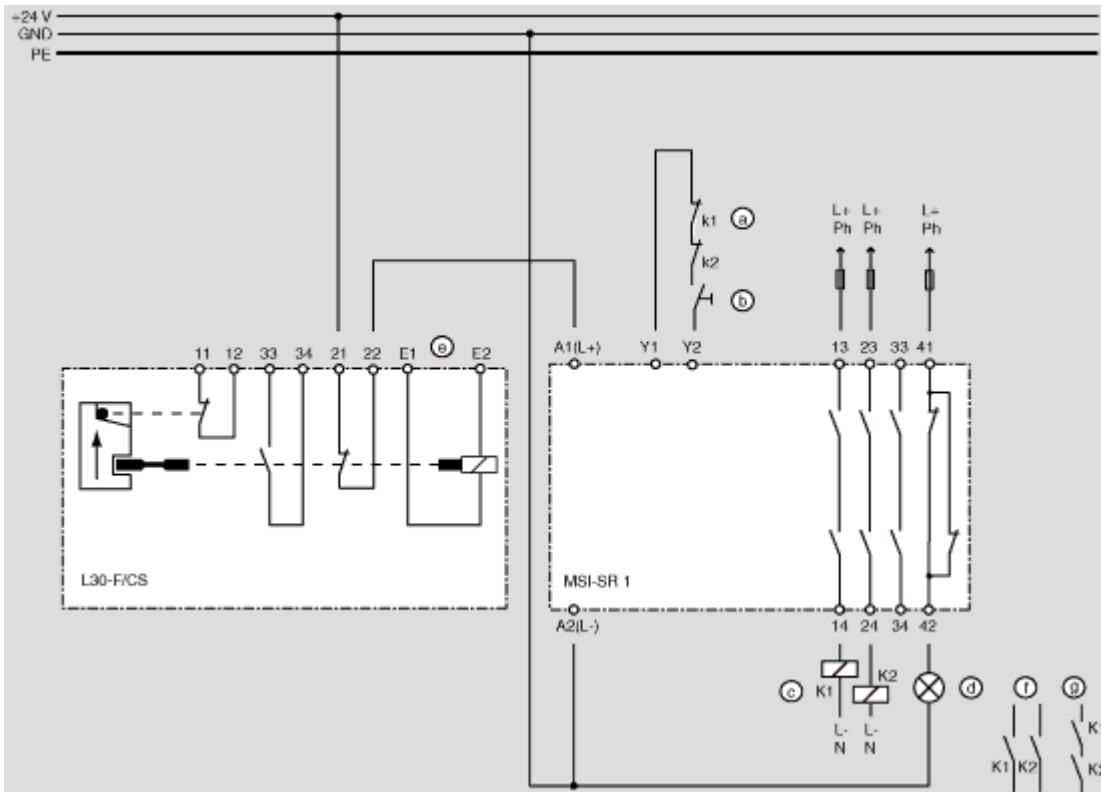 +24 V
GND
PE
k1 a
k2
b
L+ L+ L+
Ph Ph Ph
11 12 33 34 21 22 E1 e E2
A1(L+) Y1 Y2 13 23 33 41
L30-F/CS
MSI-SR 1
A2(L-) 14 24 34 42
c K1 K2 d f g
L- L-
N N
K1 K2